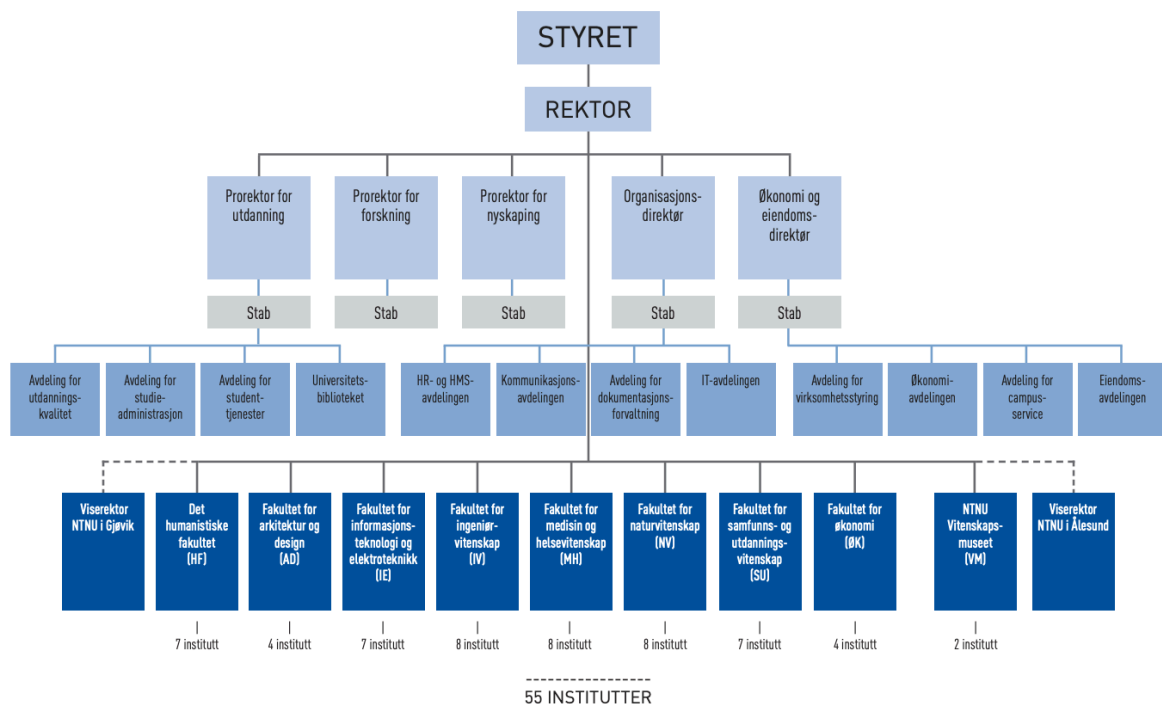 STYRET
REKTOR
Prorektor for
utdanning
Prorektor for
forskning
Prorektor for
nyskaping
Organisasjons-
direktør
Økonomi og
eiendoms-
direktør
Stab
Stab
Stab
Stab
Stab
Avdeling for
utdannings-
kvalitet
Avdeling for
studie-
administrasjon
Avdeling for
student-
tjenester
Universitets-
biblioteket
HR- og HMS-
avdelingen
Kommunikasjons-
avdelingen
Avdeling for
dokumentasjons-
forvaltning
IT-avdelingen
Avdeling for
virksomhetsstyring
Økonomi-
avdelingen
Avdeling for
campus-
service
Eiendoms-
avdelingen
Viserektor
NTNU i Gjøvik
Det
humanistiske
fakultet
(HF)
Fakultet for
arkitektur og
design
(AD)
Fakultet for
informasjons-
teknologi og
elektroteknikk
(IE)
Fakultet for
ingeniør-
vitenskap
(IV)
Fakultet for
medisin og
helsevitenskap
(MH)
Fakultet for
naturvitenskap
(NV)
Fakultet for
samfunns- og
utdannings-
vitenskap
(SU)
Fakultet for
økonomi
(ØK)
NTNU
Vitenskaps-
museet
(VM)
Viserektor
NTNU i Ålesund
7 institutt
4 institutt
7 institutt
8 institutt
8 institutt
8 institutt
7 institutt
4 institutt
2 institutt
55 INSTITUTTER